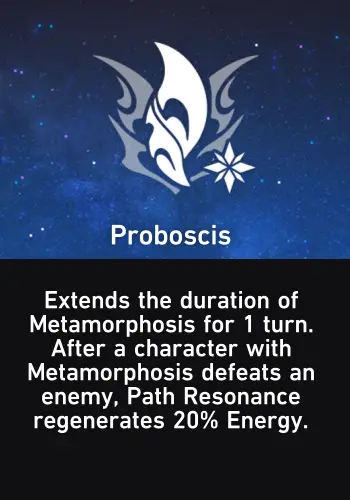 Proboscis
Extends the duration of
Metamorphosis for 1 turn.
After a character with
Metamorphosis defeats an
enemy, Path Resonance
regenerates 20% Energy.